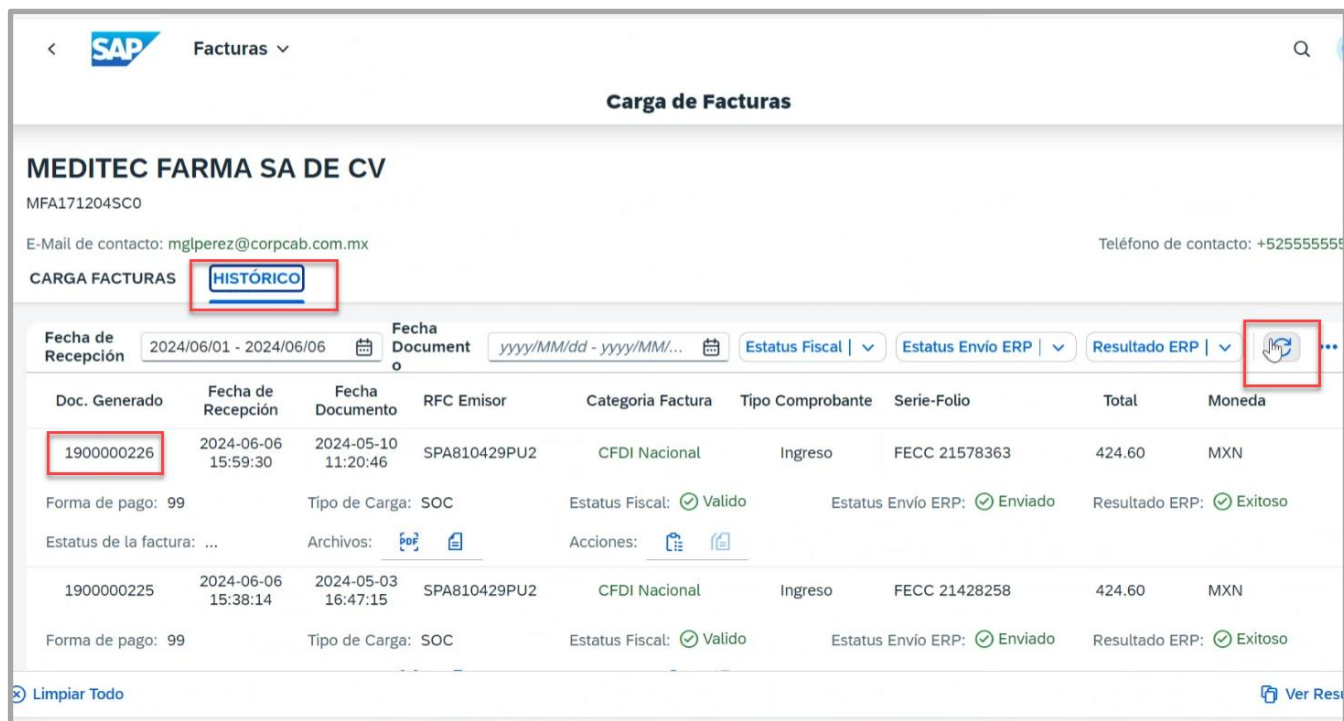 SAP Facturas
Carga de Facturas
MEDITEC FARMA SA DE CV
MFA171204SC0
E-Mail de contacto: mglperez@corpcab.com.mx Teléfono de contacto: +525555555
CARGA FACTURAS HISTÓRICO
Fecha de Recepción 2024/06/01 - 2024/06/06 Fecha Documento yyyy/MM/dd - yyyy/MM/... Estatus Fiscal | Estatus Envío ERP | Resultado ERP |
Doc. Generado Fecha de Recepción Fecha Documento RFC Emisor Categoria Factura Tipo Comprobante Serie-Folio Total Moneda
1900000226 2024-06-06 15:59:30 2024-05-10 11:20:46 SPA810429PU2 CFDI Nacional Ingreso FECC 21578363 424.60 MXN
Forma de pago: 99 Tipo de Carga: SOC Estatus Fiscal: Valido Estatus Envío ERP: Enviado Resultado ERP: Exitoso
Estatus de la factura: ... Archivos: PDF Acciones:
1900000225 2024-06-06 15:38:14 2024-05-03 16:47:15 SPA810429PU2 CFDI Nacional Ingreso FECC 21428258 424.60 MXN
Forma de pago: 99 Tipo de Carga: SOC Estatus Fiscal: Valido Estatus Envío ERP: Enviado Resultado ERP: Exitoso
Limpiar Todo Ver Resu